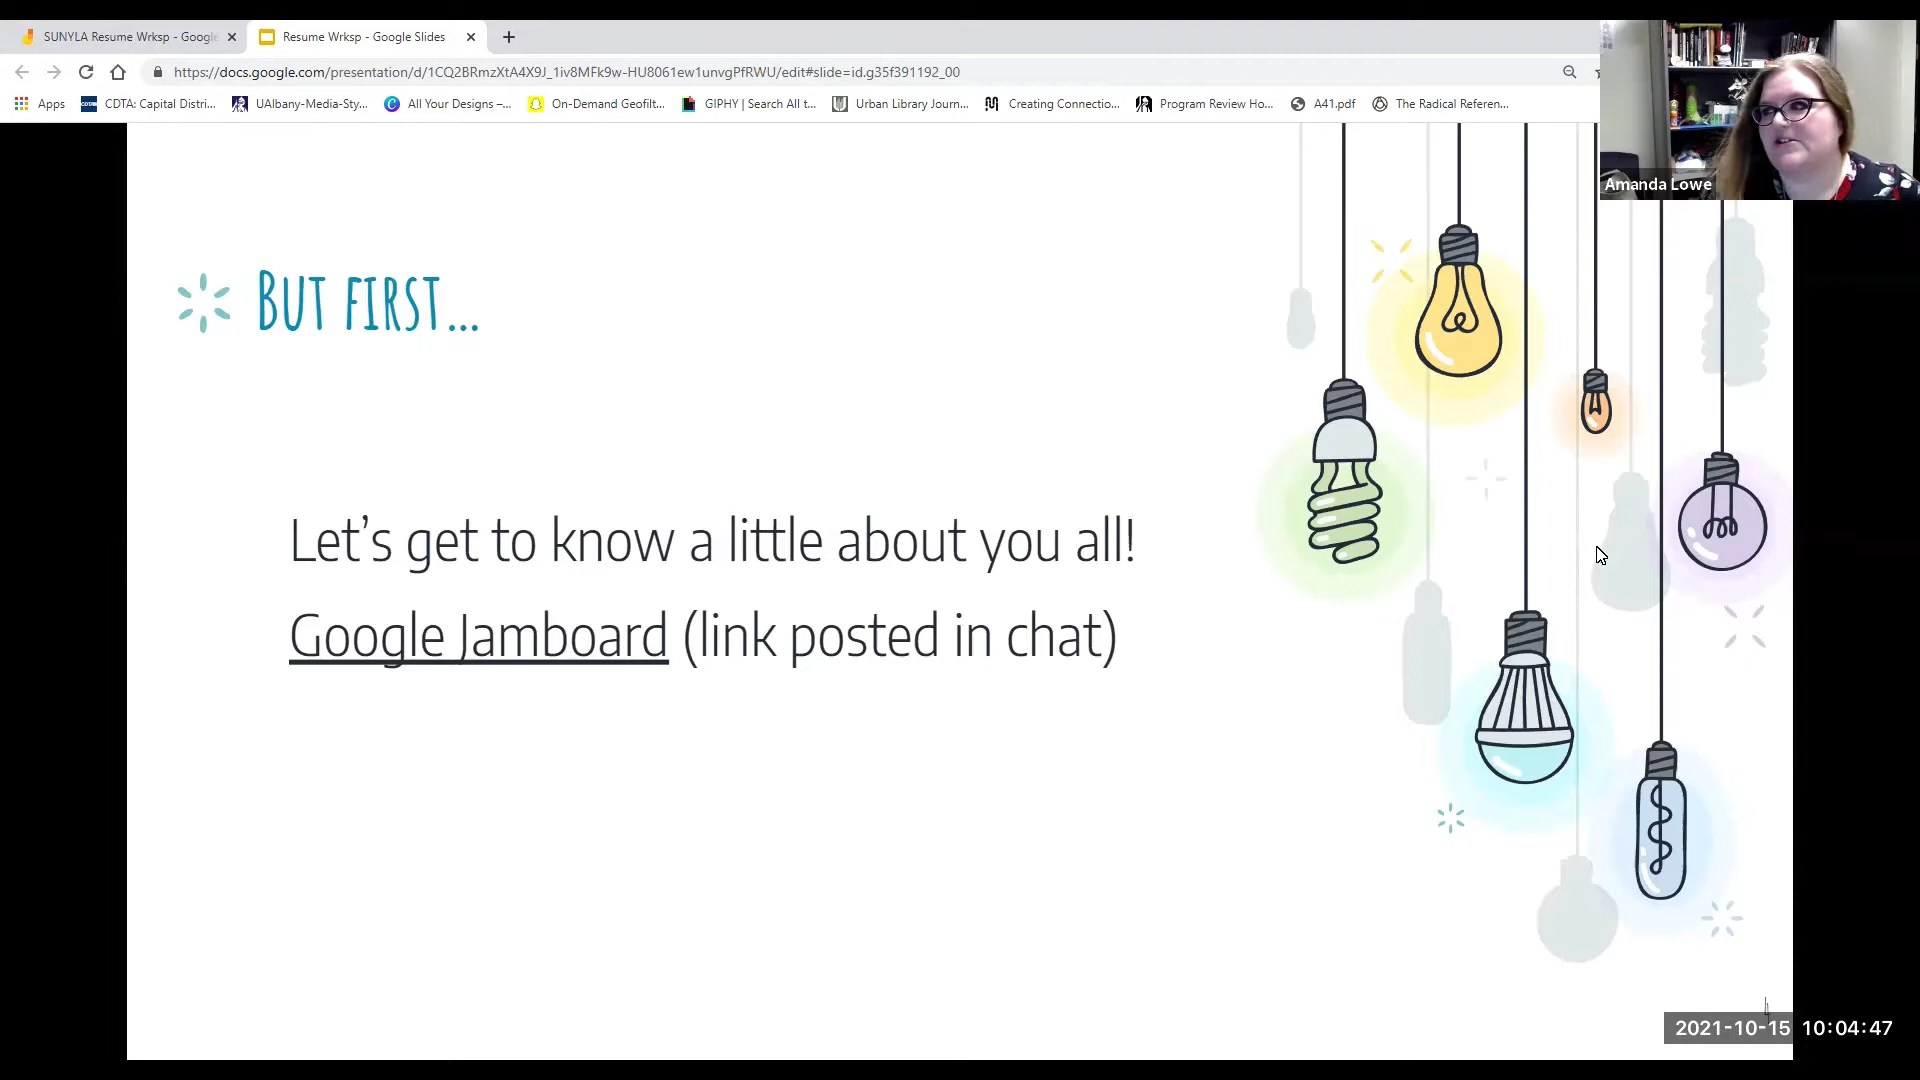 SUNYLA Resume Wrksp - Google
Resume Wrksp - Google Slides
https://docs.google.com/presentation/d/1CQ2BRmzXtA4X9J_1iv8MFk9w-HU8061ew1unvgPfRWU/edit#slide=id.g35f391192_00
Apps
CDTA: Capital Distri...
UAlbany-Media-Sty...
All Your Designs –...
On-Demand Geofilt...
GIPHY | Search All t...
Urban Library Journ...
Creating Connectio...
Program Review Ho...
A41.pdf
The Radical Referen...
Amanda Lowe
BUT FIRST...
Let’s get to know a little about you all!
Google Jamboard (link posted in chat)
2021-10-15 10:04:47